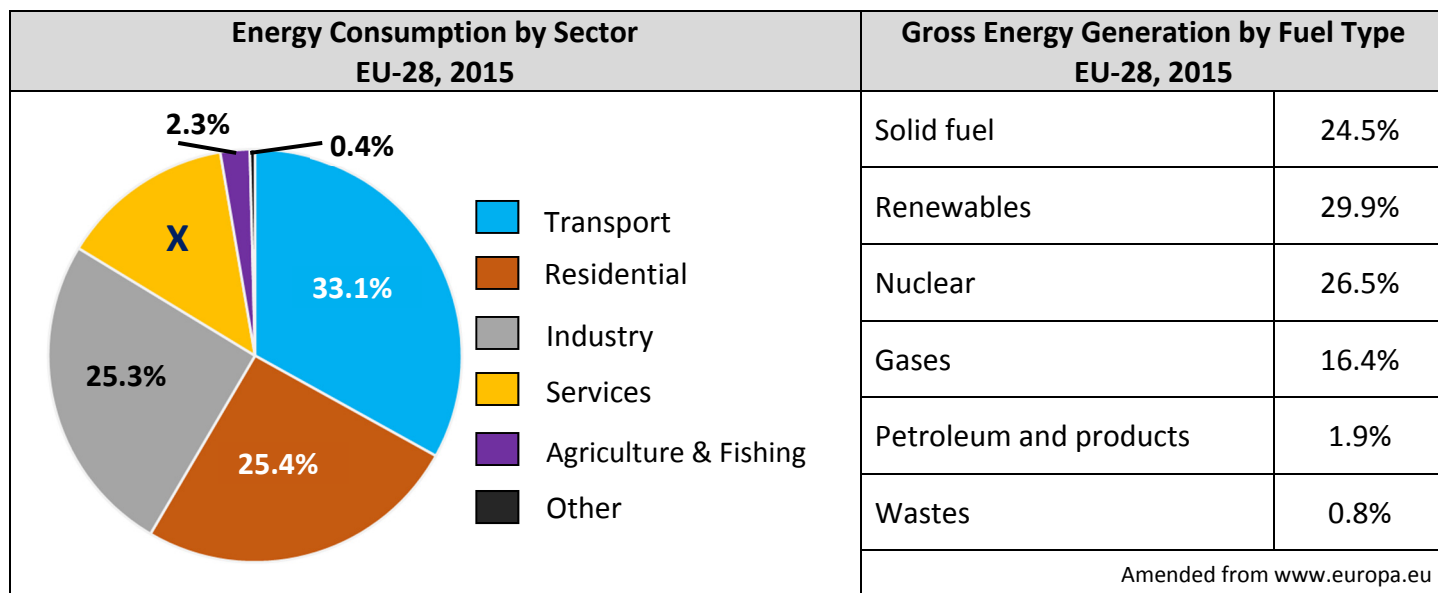 Energy Consumption by Sector
EU-28, 2015
Gross Energy Generation by Fuel Type
EU-28, 2015
2.3%
0.4%
X
33.1%
25.3%
25.4%
Transport
Residential
Industry
Services
Agriculture & Fishing
Other
Solid fuel 24.5%
Renewables 29.9%
Nuclear 26.5%
Gases 16.4%
Petroleum and products 1.9%
Wastes 0.8%
Amended from www.europa.eu